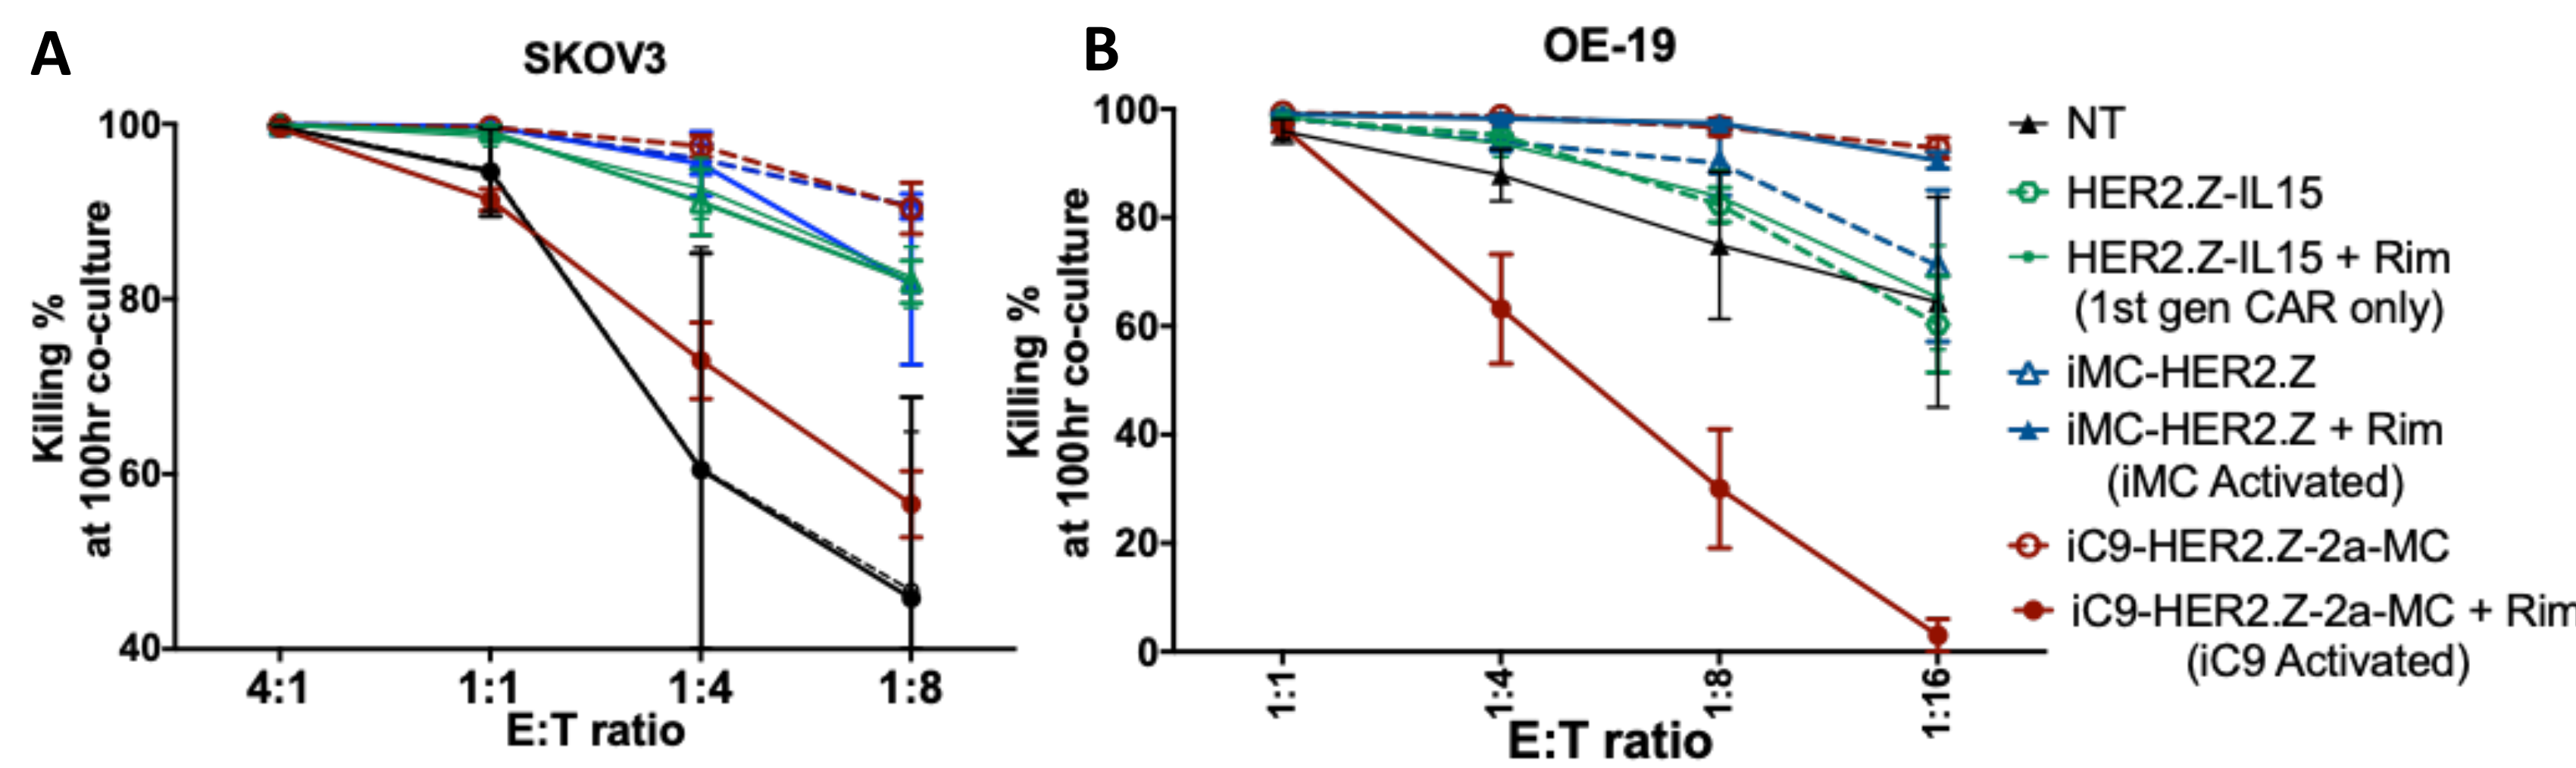 A
SKOV3
Killing %
at 100hr co-culture
100
80
60
40
4:1
1:1
1:4
1:8
E:T ratio
B
OE-19
Killing %
at 100hr co-culture
100
80
60
40
20
0
1:1
1:4
1:8
1:16
E:T ratio
NT
HER2.Z-IL15
HER2.Z-IL15 + Rim
(1st gen CAR only)
iMC-HER2.Z
iMC-HER2.Z + Rim
(iMC Activated)
iC9-HER2.Z-2a-MC
iC9-HER2.Z-2a-MC + Rim
(iC9 Activated)